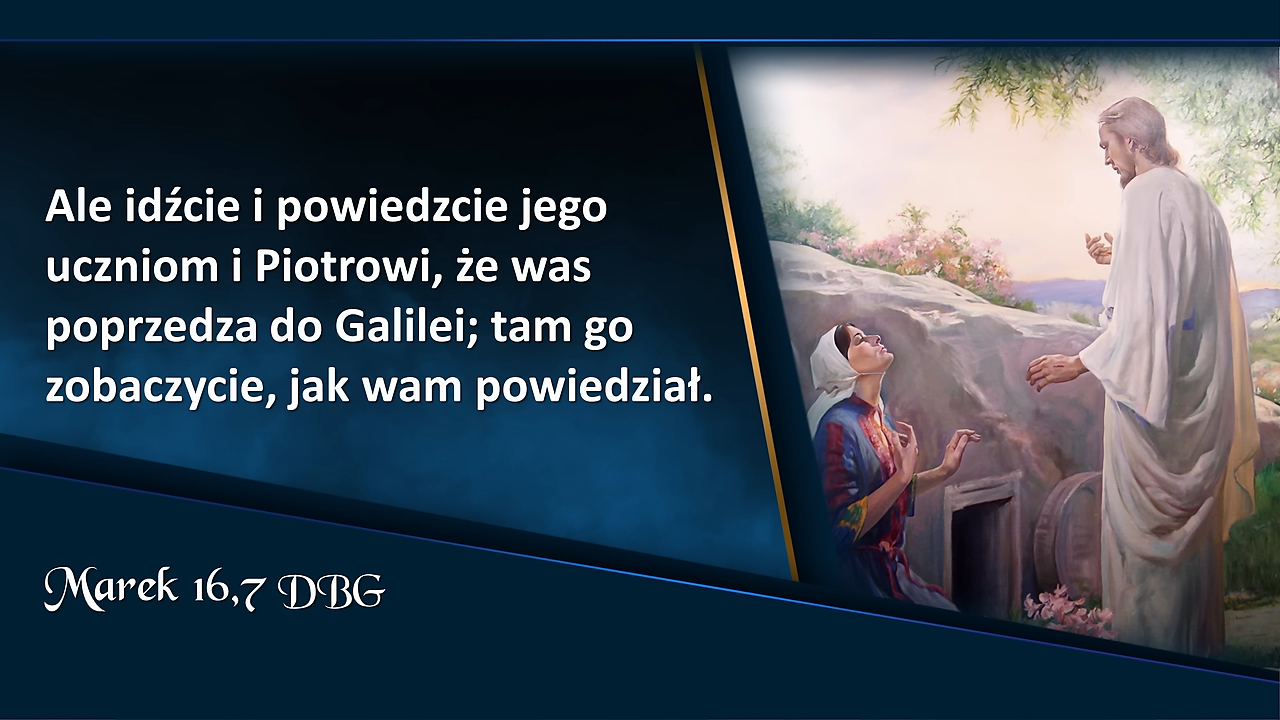 Ale idźcie i powiedzcie jego
uczniom i Piotrowi, że was
poprzedza do Galilei; tam go
zobaczycie, jak wam powiedział.
Marek 16,7 DBG